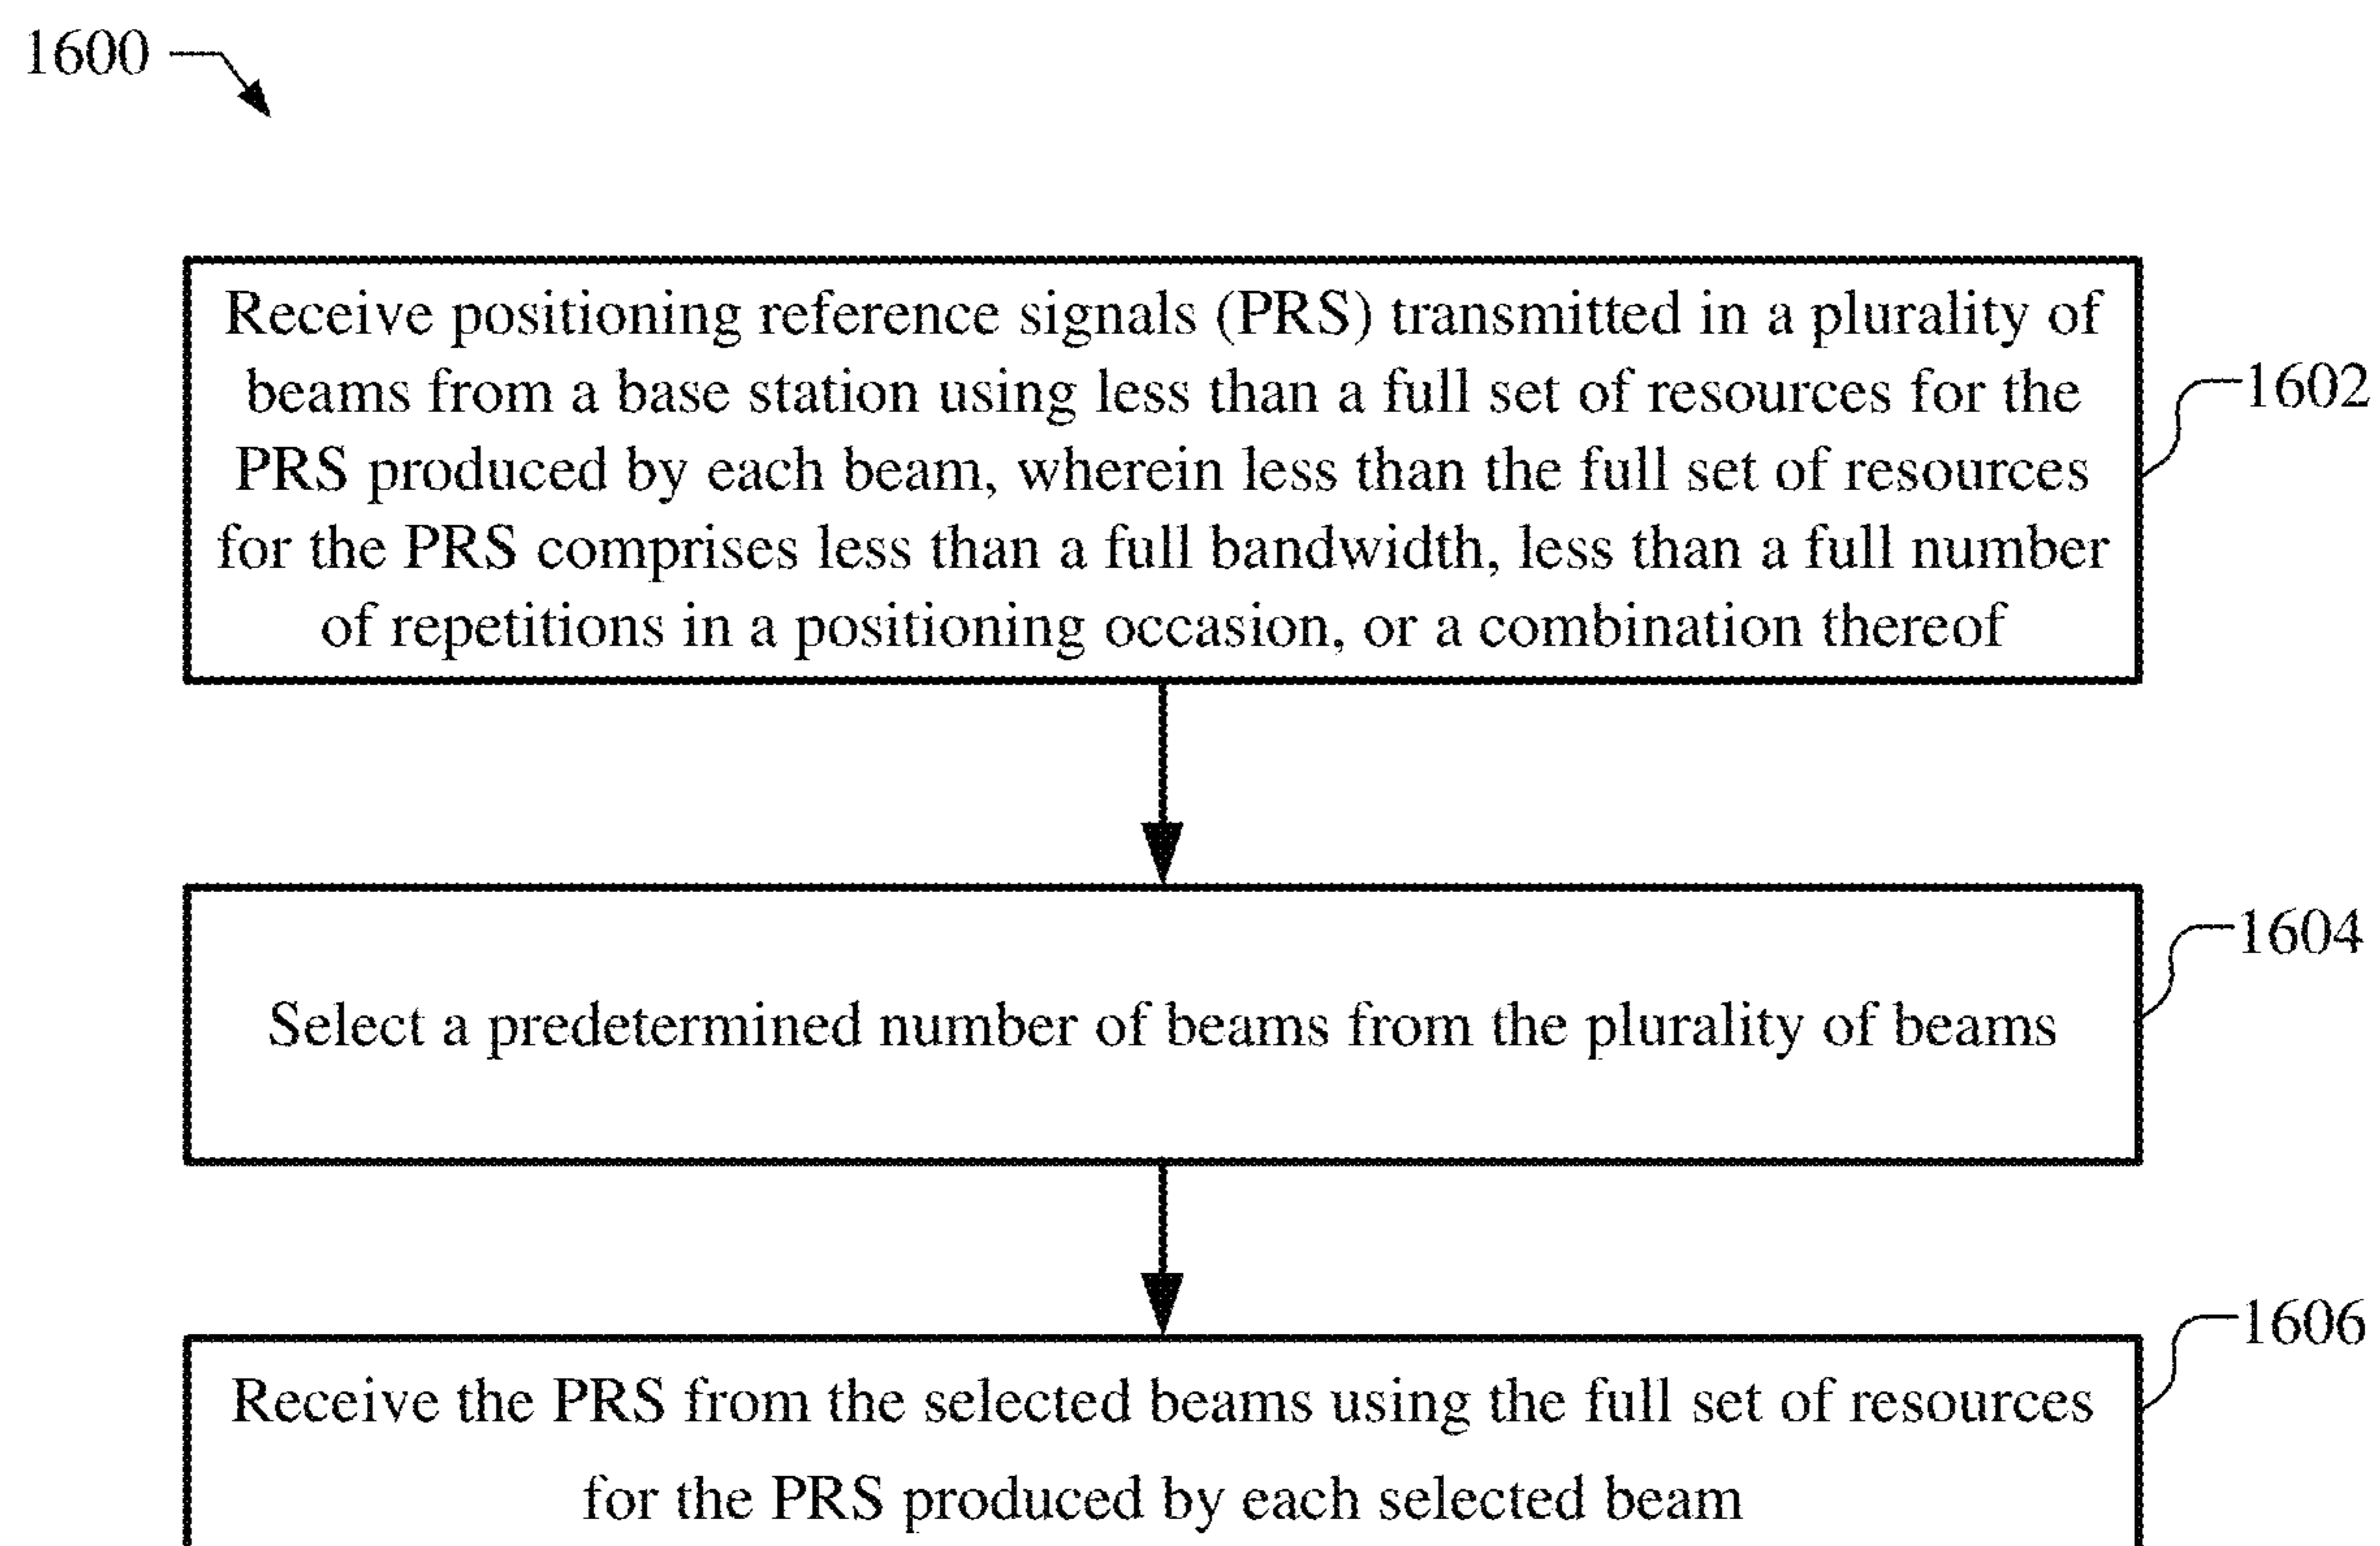 1600
Receive positioning reference signals (PRS) transmitted in a plurality of
beams from a base station using less than a full set of resources for the
PRS produced by each beam, wherein less than the full set of resources
for the PRS comprises less than a full bandwidth, less than a full number
of repetitions in a positioning occasion, or a combination thereof
1602
Select a predetermined number of beams from the plurality of beams
1604
Receive the PRS from the selected beams using the full set of resources
for the PRS produced by each selected beam
1606